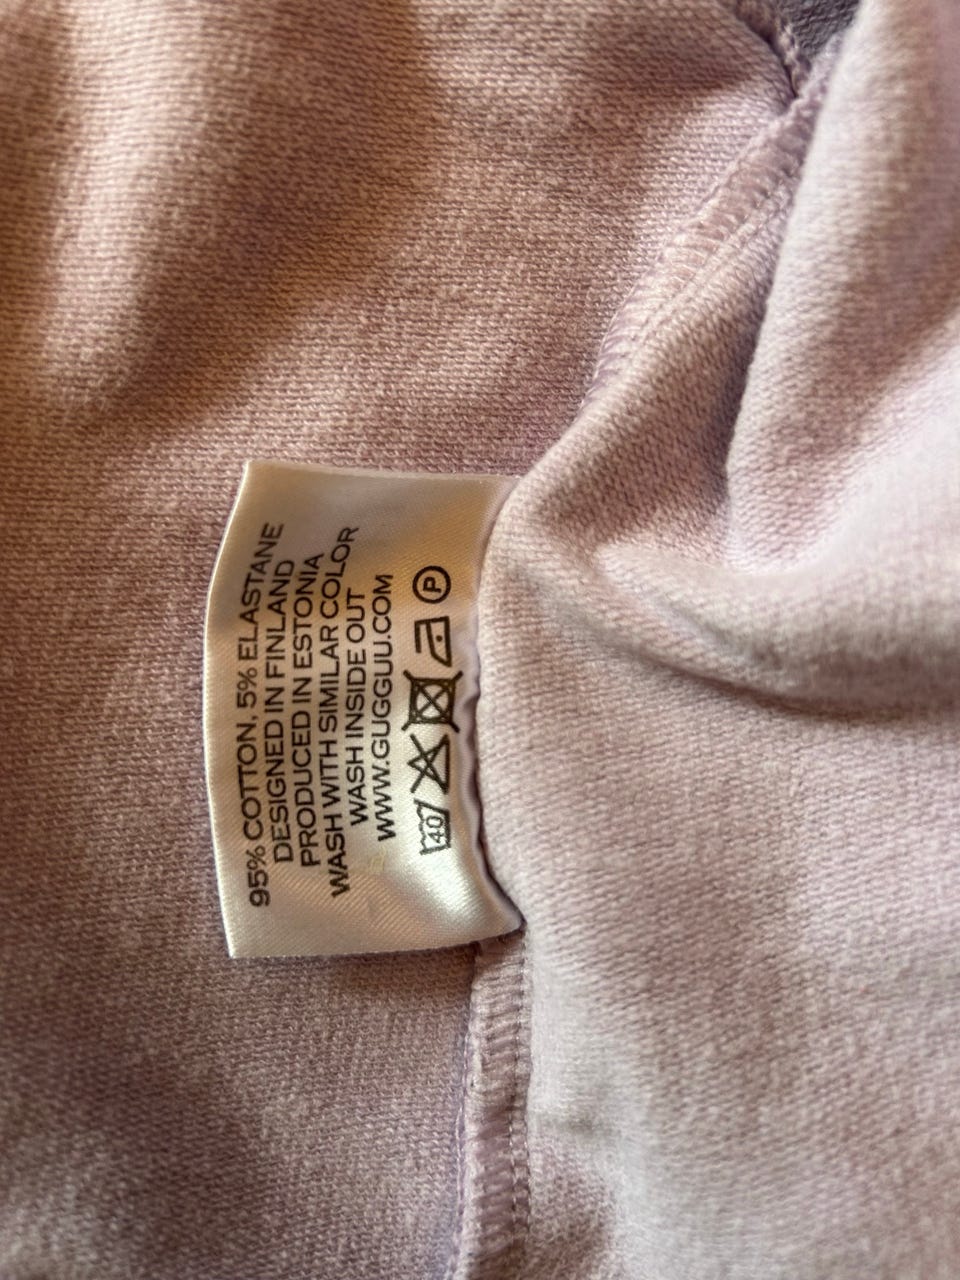 95% COTTON, 5% ELASTANE
DESIGNED IN FINLAND
PRODUCED IN ESTONIA
WASH WITH SIMILAR COLOR
WASH INSIDE OUT
WWW.GUGGUU.COM
40 P